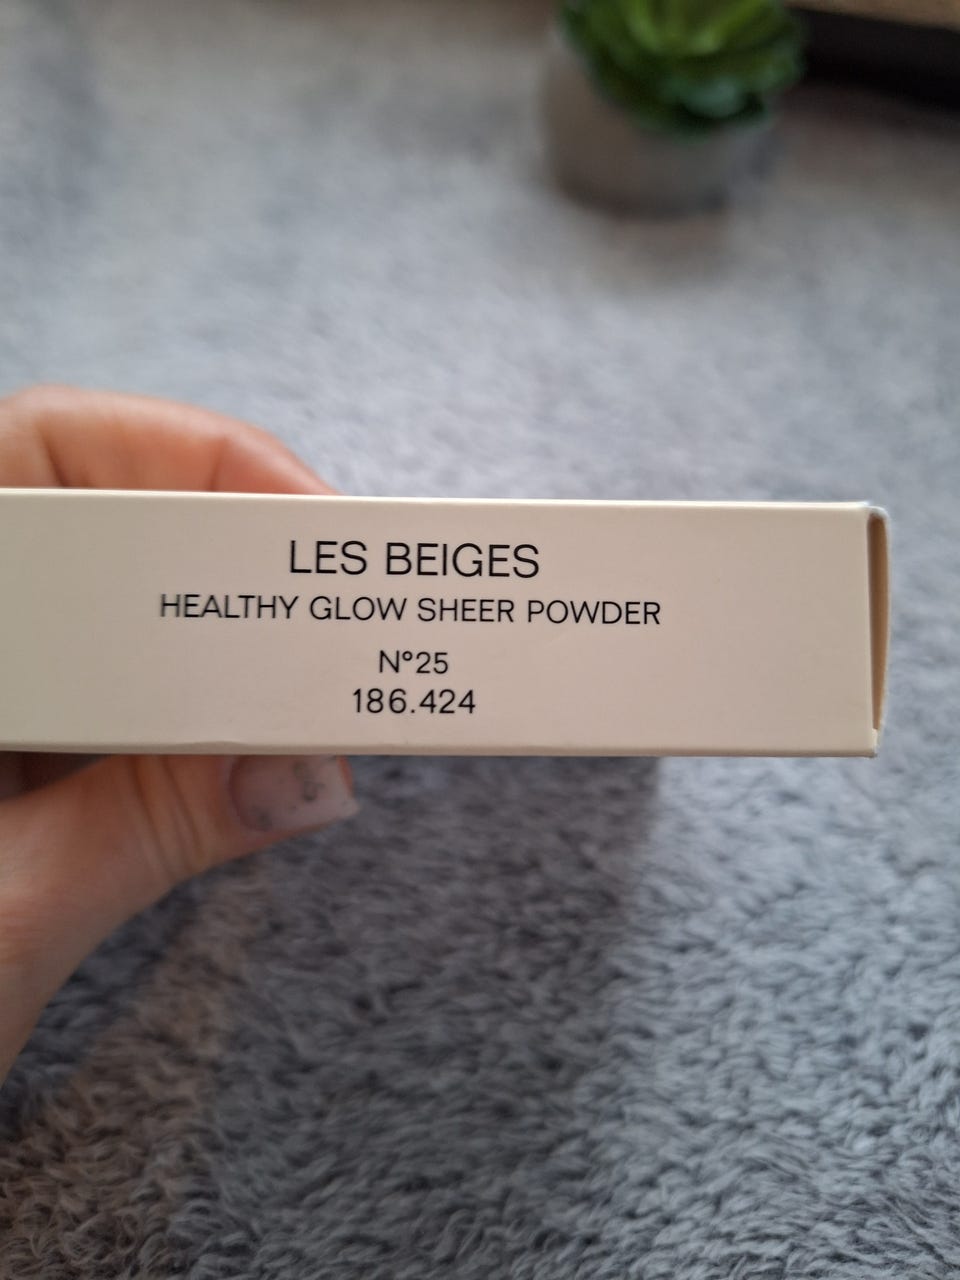 LES BEIGES
HEALTHY GLOW SHEER POWDER
N°25
186.424